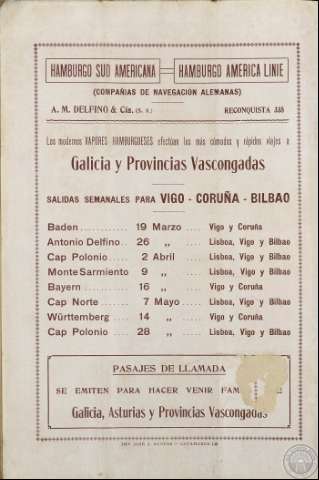 HAMBURGO SUD AMERICANA HAMBURGO AMERICA LINIE
(COMPAÑIAS DE NAVEGACIÓN ALEMANAS)
A. M. DELFINO & Cía. (S. A.) RECONQUISTA 335
Los modernos VAPORES HAMBURGUESES efectúan los más cómodos y rápidos viajes a
Galicia y Provincias Vascongadas
SALIDAS SEMANALES PARA VIGO - CORUÑA - BILBAO
Baden ............ 19 Marzo .... Vigo y Coruña
Antonio Delfino. 26 „ .... Lisboa, Vigo y Bilbao
Cap Polonio ..... 2 Abril .... Lisboa, Vigo y Bilbao
Monte Sarmiento 9 „ .... Lisboa, Vigo y Bilbao
Bayern .......... 16 „ .... Vigo y Coruña
Cap Norte ....... 7 Mayo .... Lisboa, Vigo y Bilbao
Württemberg .... 14 „ .... Vigo y Coruña
Cap Polonio ..... 28 „ .... Lisboa, Vigo y Bilbao
PASAJES DE LLAMADA
SE EMITEN PARA HACER VENIR
Galicia, Asturias y Provincias Vascongadas